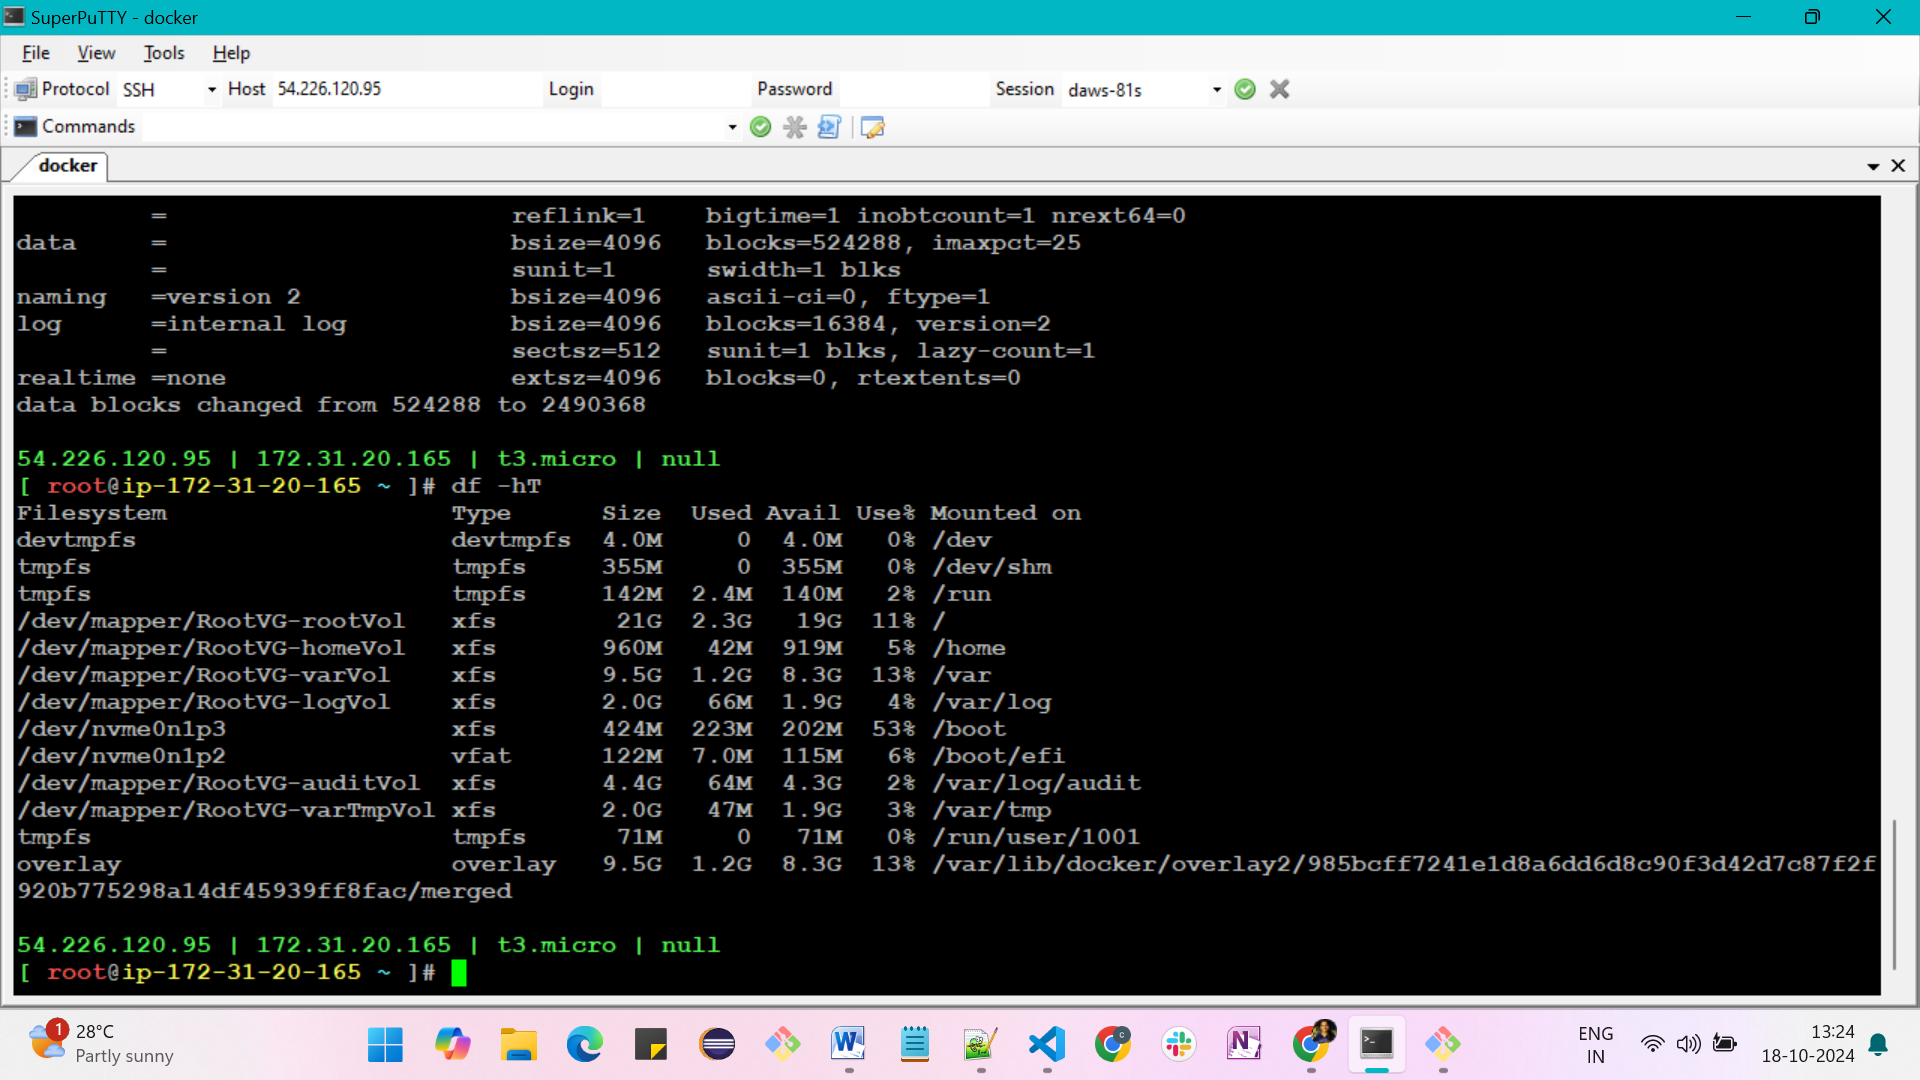 SuperPuTTY - docker
File View Tools Help
Protocol SSH Host 54.226.120.95 Login Password Session daws-81s
Commands
docker
         =                       reflink=1    bigtime=1 inobtcount=1 nrext64=0
data     =                       bsize=4096   blocks=524288, imaxpct=25
         =                       sunit=1      swidth=1 blks
naming   =version 2              bsize=4096   ascii-ci=0, ftype=1
log      =internal log           bsize=4096   blocks=16384, version=2
         =                       sectsz=512   sunit=1 blks, lazy-count=1
realtime =none                   extsz=4096   blocks=0, rtextents=0
data blocks changed from 524288 to 2490368
54.226.120.95 | 172.31.20.165 | t3.micro | null
[ root@ip-172-31-20-165 ~ ]# df -hT
Filesystem                   Type      Size  Used Avail Use% Mounted on
devtmpfs                     devtmpfs  4.0M     0  4.0M   0% /dev
tmpfs                        tmpfs     355M     0  355M   0% /dev/shm
tmpfs                        tmpfs     142M  2.4M  140M   2% /run
/dev/mapper/RootVG-rootVol   xfs        21G  2.3G   19G  11% /
/dev/mapper/RootVG-homeVol   xfs       960M   42M  919M   5% /home
/dev/mapper/RootVG-varVol    xfs       9.5G  1.2G  8.3G  13% /var
/dev/mapper/RootVG-logVol    xfs       2.0G   66M  1.9G   4% /var/log
/dev/nvme0n1p3               xfs       424M  223M  202M  53% /boot
/dev/nvme0n1p2               vfat      122M  7.0M  115M   6% /boot/efi
/dev/mapper/RootVG-auditVol  xfs       4.4G   64M  4.3G   2% /var/log/audit
/dev/mapper/RootVG-varTmpVol xfs       2.0G   47M  1.9G   3% /var/tmp
tmpfs                        tmpfs      71M     0   71M   0% /run/user/1001
overlay                      overlay   9.5G  1.2G  8.3G  13% /var/lib/docker/overlay2/985bcff7241e1d8a6dd6d8c90f3d42d7c87f2f
920b775298a14df45939ff8fac/merged
54.226.120.95 | 172.31.20.165 | t3.micro | null
[ root@ip-172-31-20-165 ~ ]#
1 28°C ENG 13:24
Partly sunny IN 18-10-2024